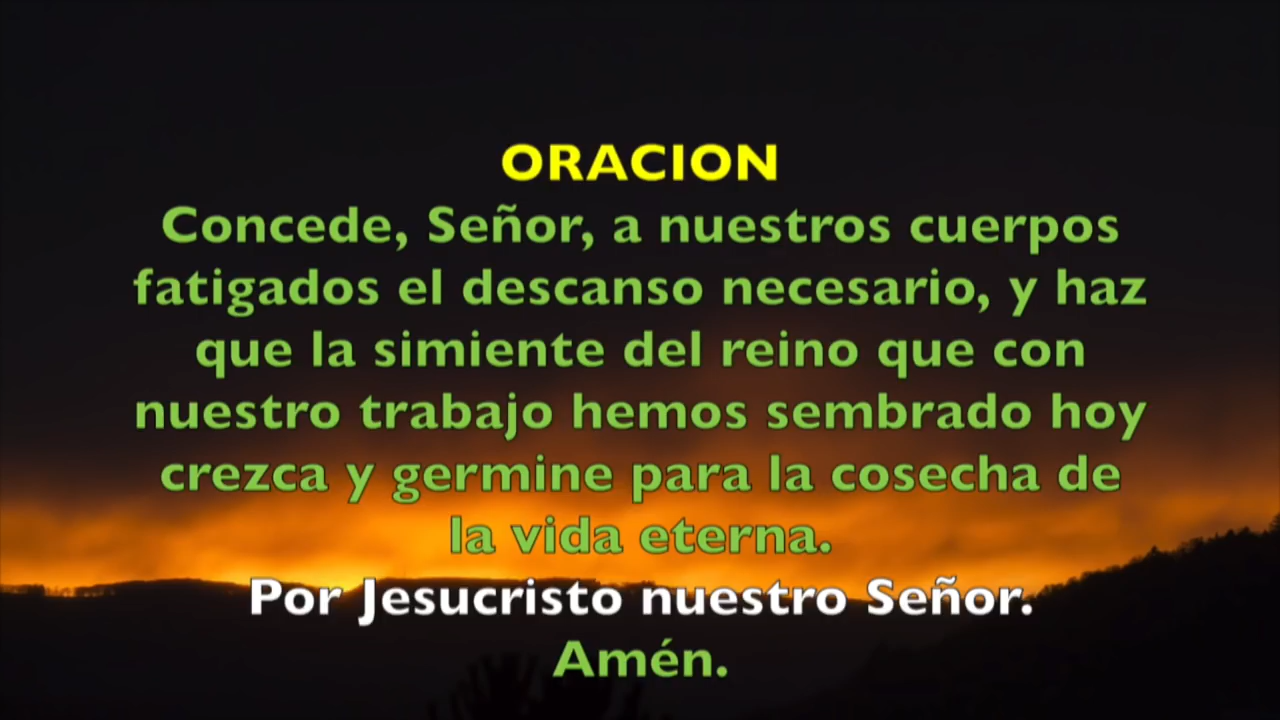 ORACION
Concede, Señor, a nuestros cuerpos
fatigados el descanso necesario, y haz
que la simiente del reino que con
nuestro trabajo hemos sembrado hoy
crezca y germine para la cosecha de
la vida eterna.
Por Jesucristo nuestro Señor.
Amén.